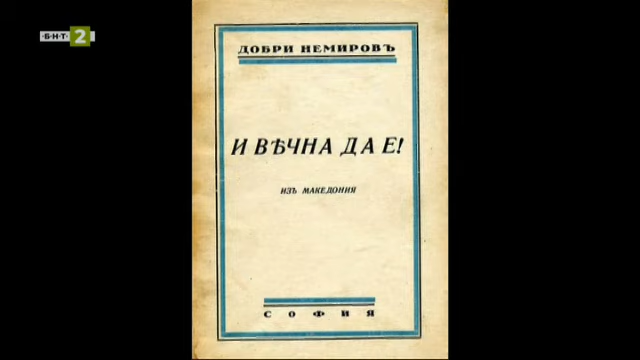 БНТ 2
ДОБРИ НЕМИРОВЪ
И ВѢЧНА ДА Е!
ИЗЪ МАКЕДОНИЯ
СОФИЯ